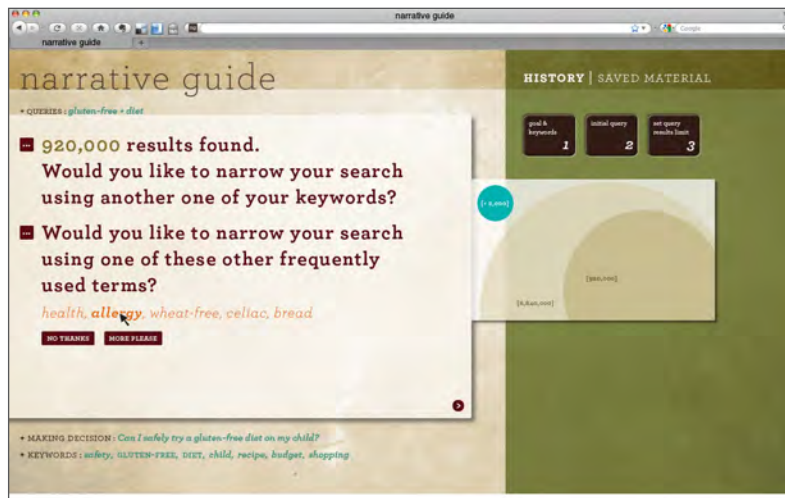 narrative guide
narrative guide
Google
narrative guide
HISTORY | SAVED MATERIAL
+ QUERIES : gluten-free + diet
goal & keywords 1
initial query 2
set query results limit 3
920,000 results found.
Would you like to narrow your search
using another one of your keywords?
Would you like to narrow your search
using one of these other frequently
used terms?
health, allergy, wheat-free, celiac, bread
NO THANKS
MORE PLEASE
[920,000]
+ MAKING DECISION : Can I safely try a gluten-free diet on my child?
+ KEYWORDS : safety, GLUTEN-FREE, DIET, child, recipe, budget, shopping